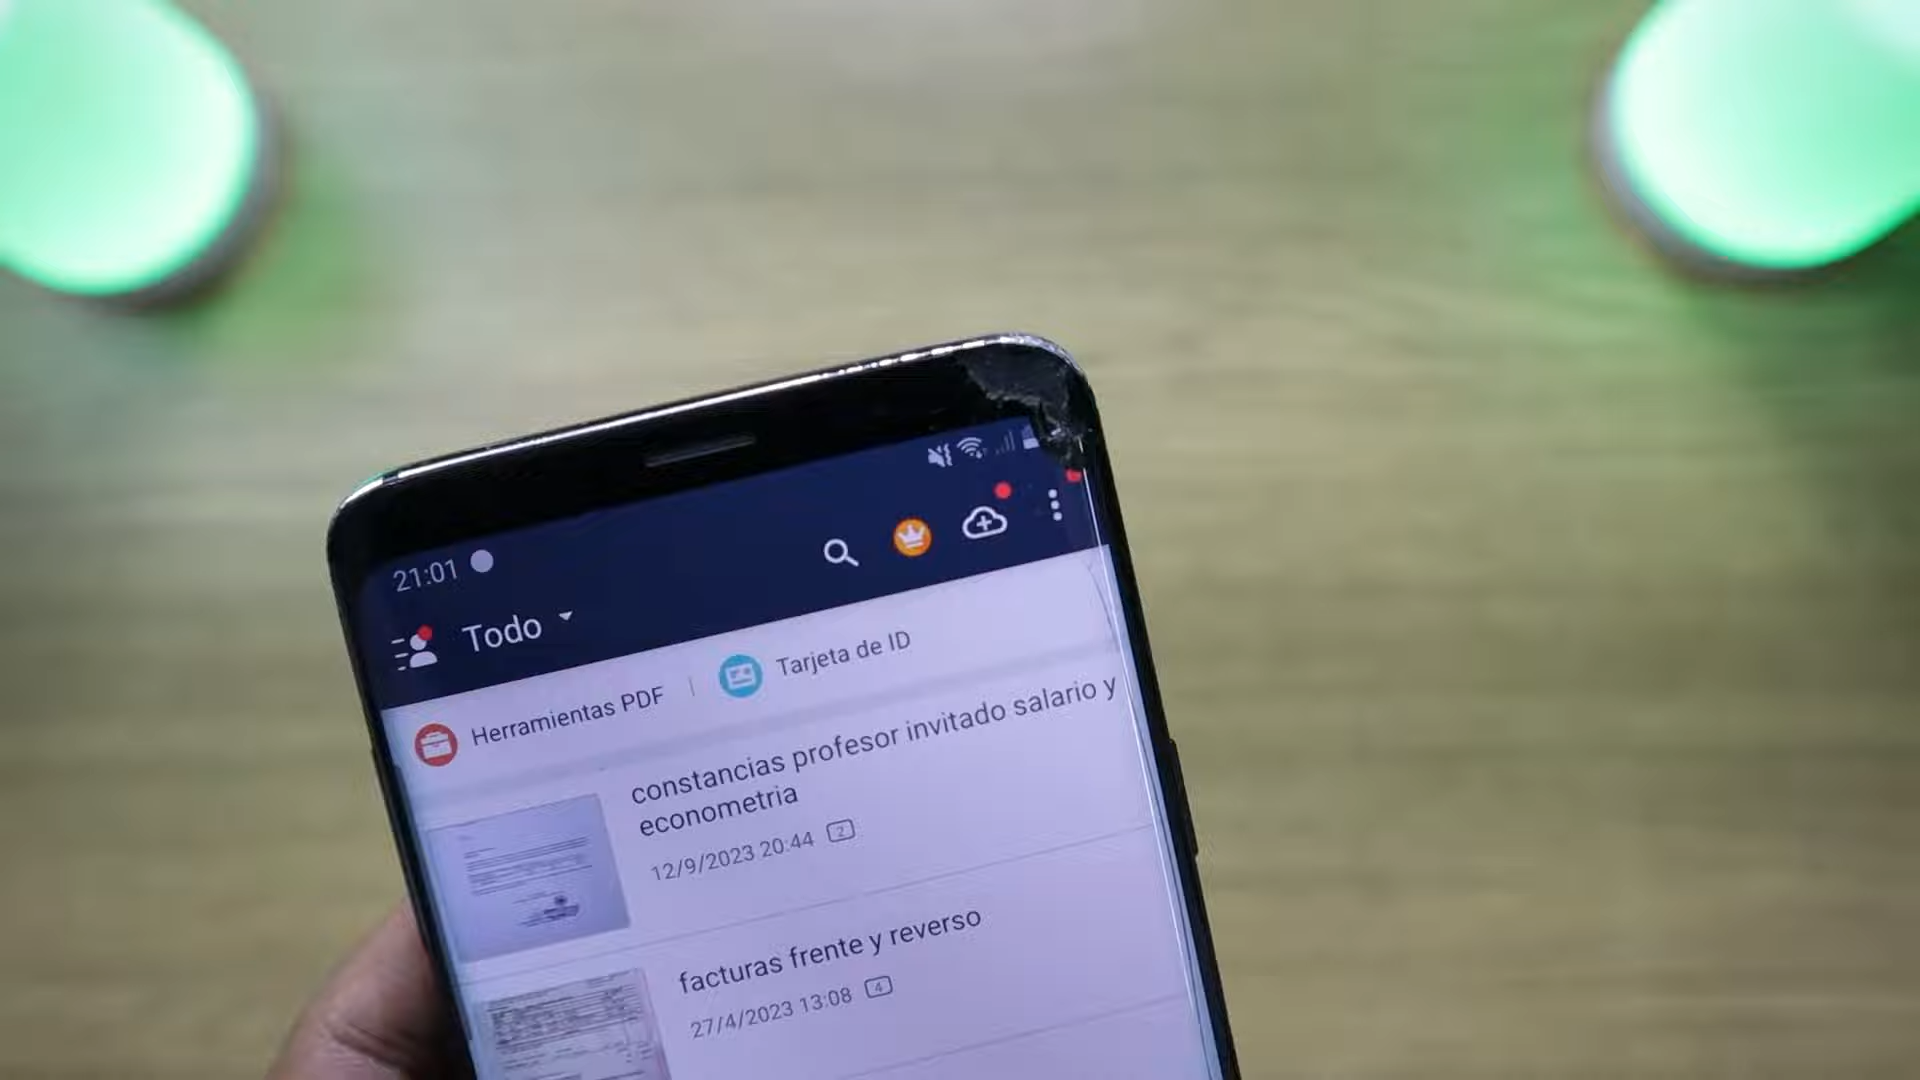 21:01
Todo
Herramientas PDF
Tarjeta de ID
constancias profesor invitado salario y
econometria
12/9/2023 20:44 2
facturas frente y reverso
27/4/2023 13:08 4